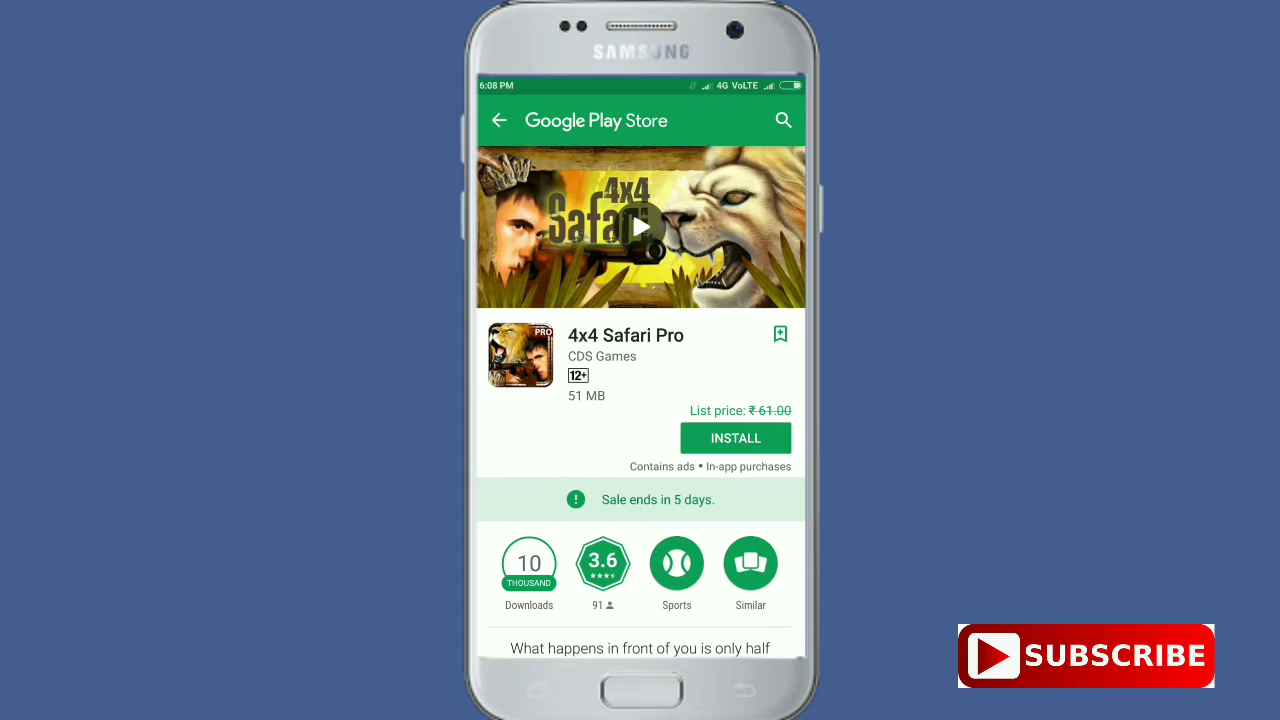 SAMSUNG
6:08 PM 4G VoLTE
Google Play Store
4x4
Safari
PRO
4x4 Safari Pro
CDS Games
12+
51 MB
List price: ₹ 61.00
INSTALL
Contains ads • In-app purchases
Sale ends in 5 days.
10
THOUSAND
3.6
Downloads
91
Sports
Similar
What happens in front of you is only half
SUBSCRIBE